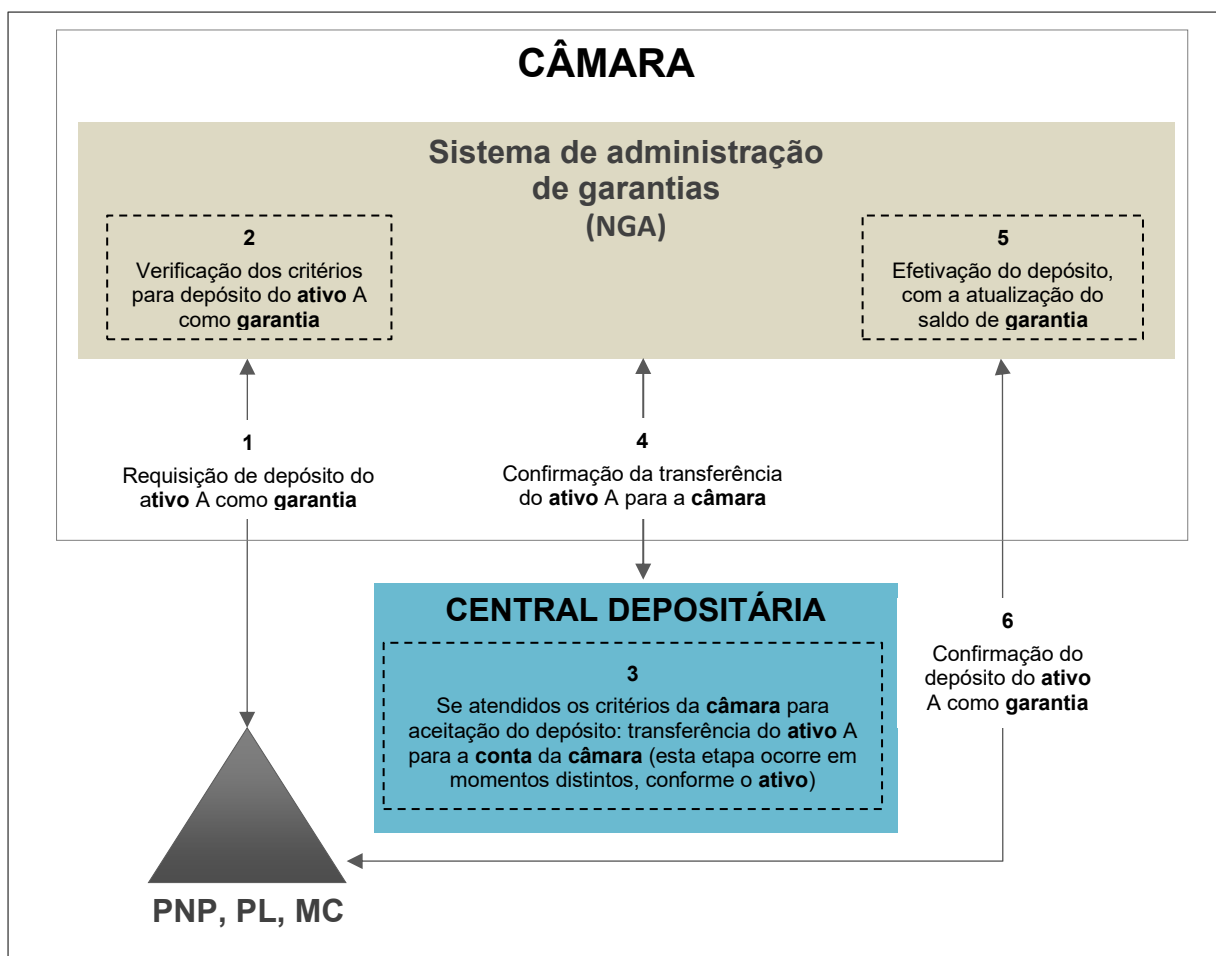 CÂMARA
Sistema de administração
de garantias
(NGA)
2
Verificação dos critérios
para depósito do ativo A
como garantia
5
Efetivação do depósito,
com a atualização do
saldo de garantia
1
Requisição de depósito do
ativo A como garantia
4
Confirmação da transferência
do ativo A para a câmara
CENTRAL DEPOSITÁRIA
3
Se atendidos os critérios da câmara para
aceitação do depósito: transferência do ativo A
para a conta da câmara (esta etapa ocorre em
momentos distintos, conforme o ativo)
6
Confirmação do
depósito do ativo
A como garantia
PNP, PL, MC